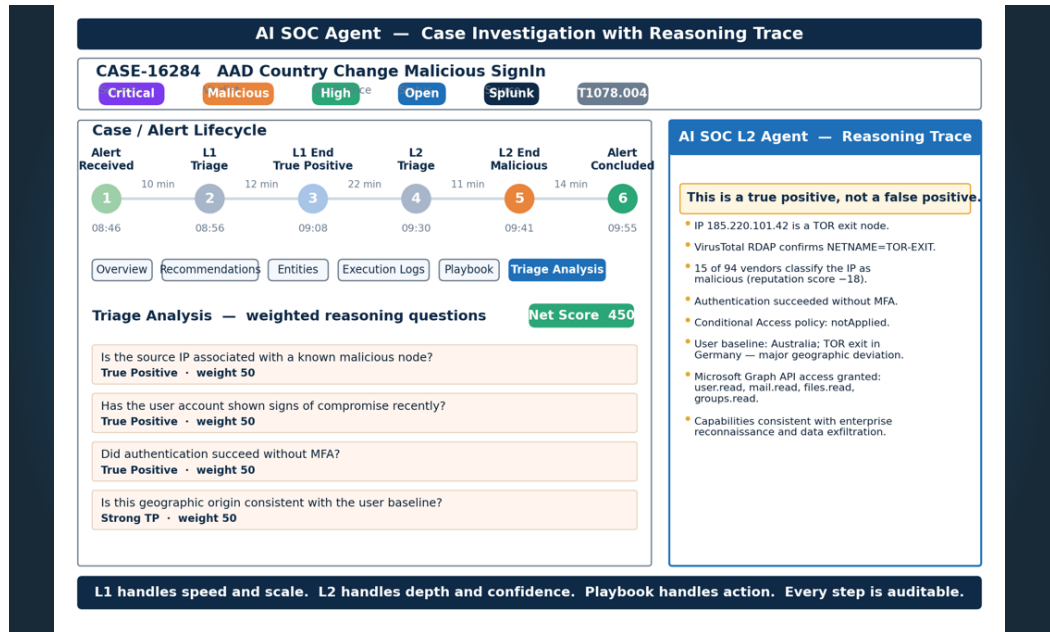 AI SOC Agent — Case Investigation with Reasoning Trace
CASE-16284 AAD Country Change Malicious SignIn
Critical Malicious High Open Splunk T1078.004
Case / Alert Lifecycle
Alert Received
L1 Triage
L1 End True Positive
L2 Triage
L2 End Malicious
Alert Concluded
10 min 12 min 22 min 11 min 14 min
1 2 3 4 5 6
08:46 08:56 09:08 09:30 09:41 09:55
Overview Recommendations Entities Execution Logs Playbook Triage Analysis
Triage Analysis — weighted reasoning questions
Net Score 450
Is the source IP associated with a known malicious node?
True Positive · weight 50
Has the user account shown signs of compromise recently?
True Positive · weight 50
Did authentication succeed without MFA?
True Positive · weight 50
Is this geographic origin consistent with the user baseline?
Strong TP · weight 50
AI SOC L2 Agent — Reasoning Trace
This is a true positive, not a false positive.
• IP 185.220.101.42 is a TOR exit node.
• VirusTotal RDAP confirms NETNAME=TOR-EXIT.
• 15 of 94 vendors classify the IP as
malicious (reputation score −18).
• Authentication succeeded without MFA.
• Conditional Access policy: notApplied.
• User baseline: Australia; TOR exit in
Germany — major geographic deviation.
• Microsoft Graph API access granted:
user.read, mail.read, files.read,
groups.read.
• Capabilities consistent with enterprise
reconnaissance and data exfiltration.
L1 handles speed and scale. L2 handles depth and confidence. Playbook handles action. Every step is auditable.